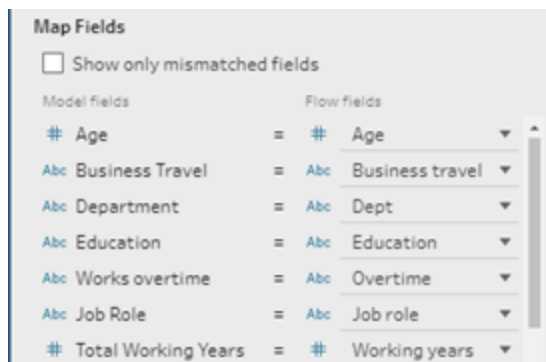 Map Fields
Show only mismatched fields
Model fields Flow fields
# Age = # Age
Abc Business Travel = Abc Business travel
Abc Department = Abc Dept
Abc Education = Abc Education
Abc Works overtime = Abc Overtime
Abc Job Role = Abc Job role
# Total Working Years = # Working years